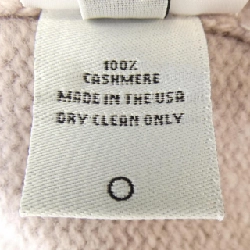 100%
CASHMERE
MADE IN THE USA
DRY CLEAN ONLY